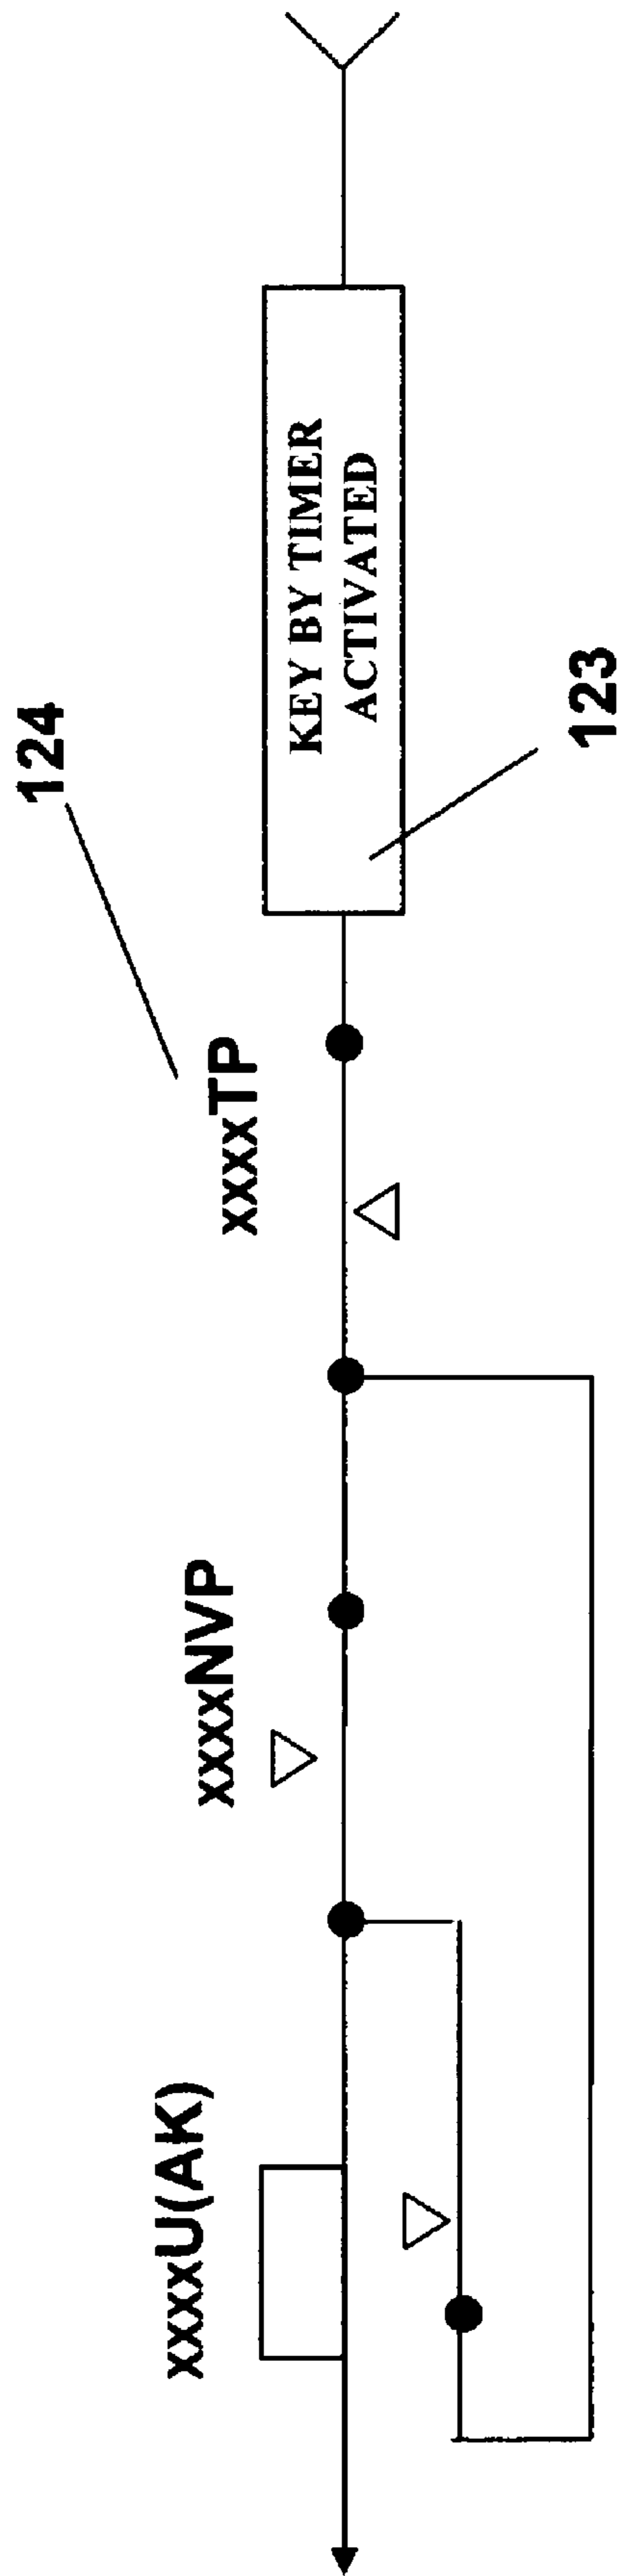 124
xxxxU(AK)
xxxxNVP
xxxxTP
KEY BY TIMER
ACTIVATED
123